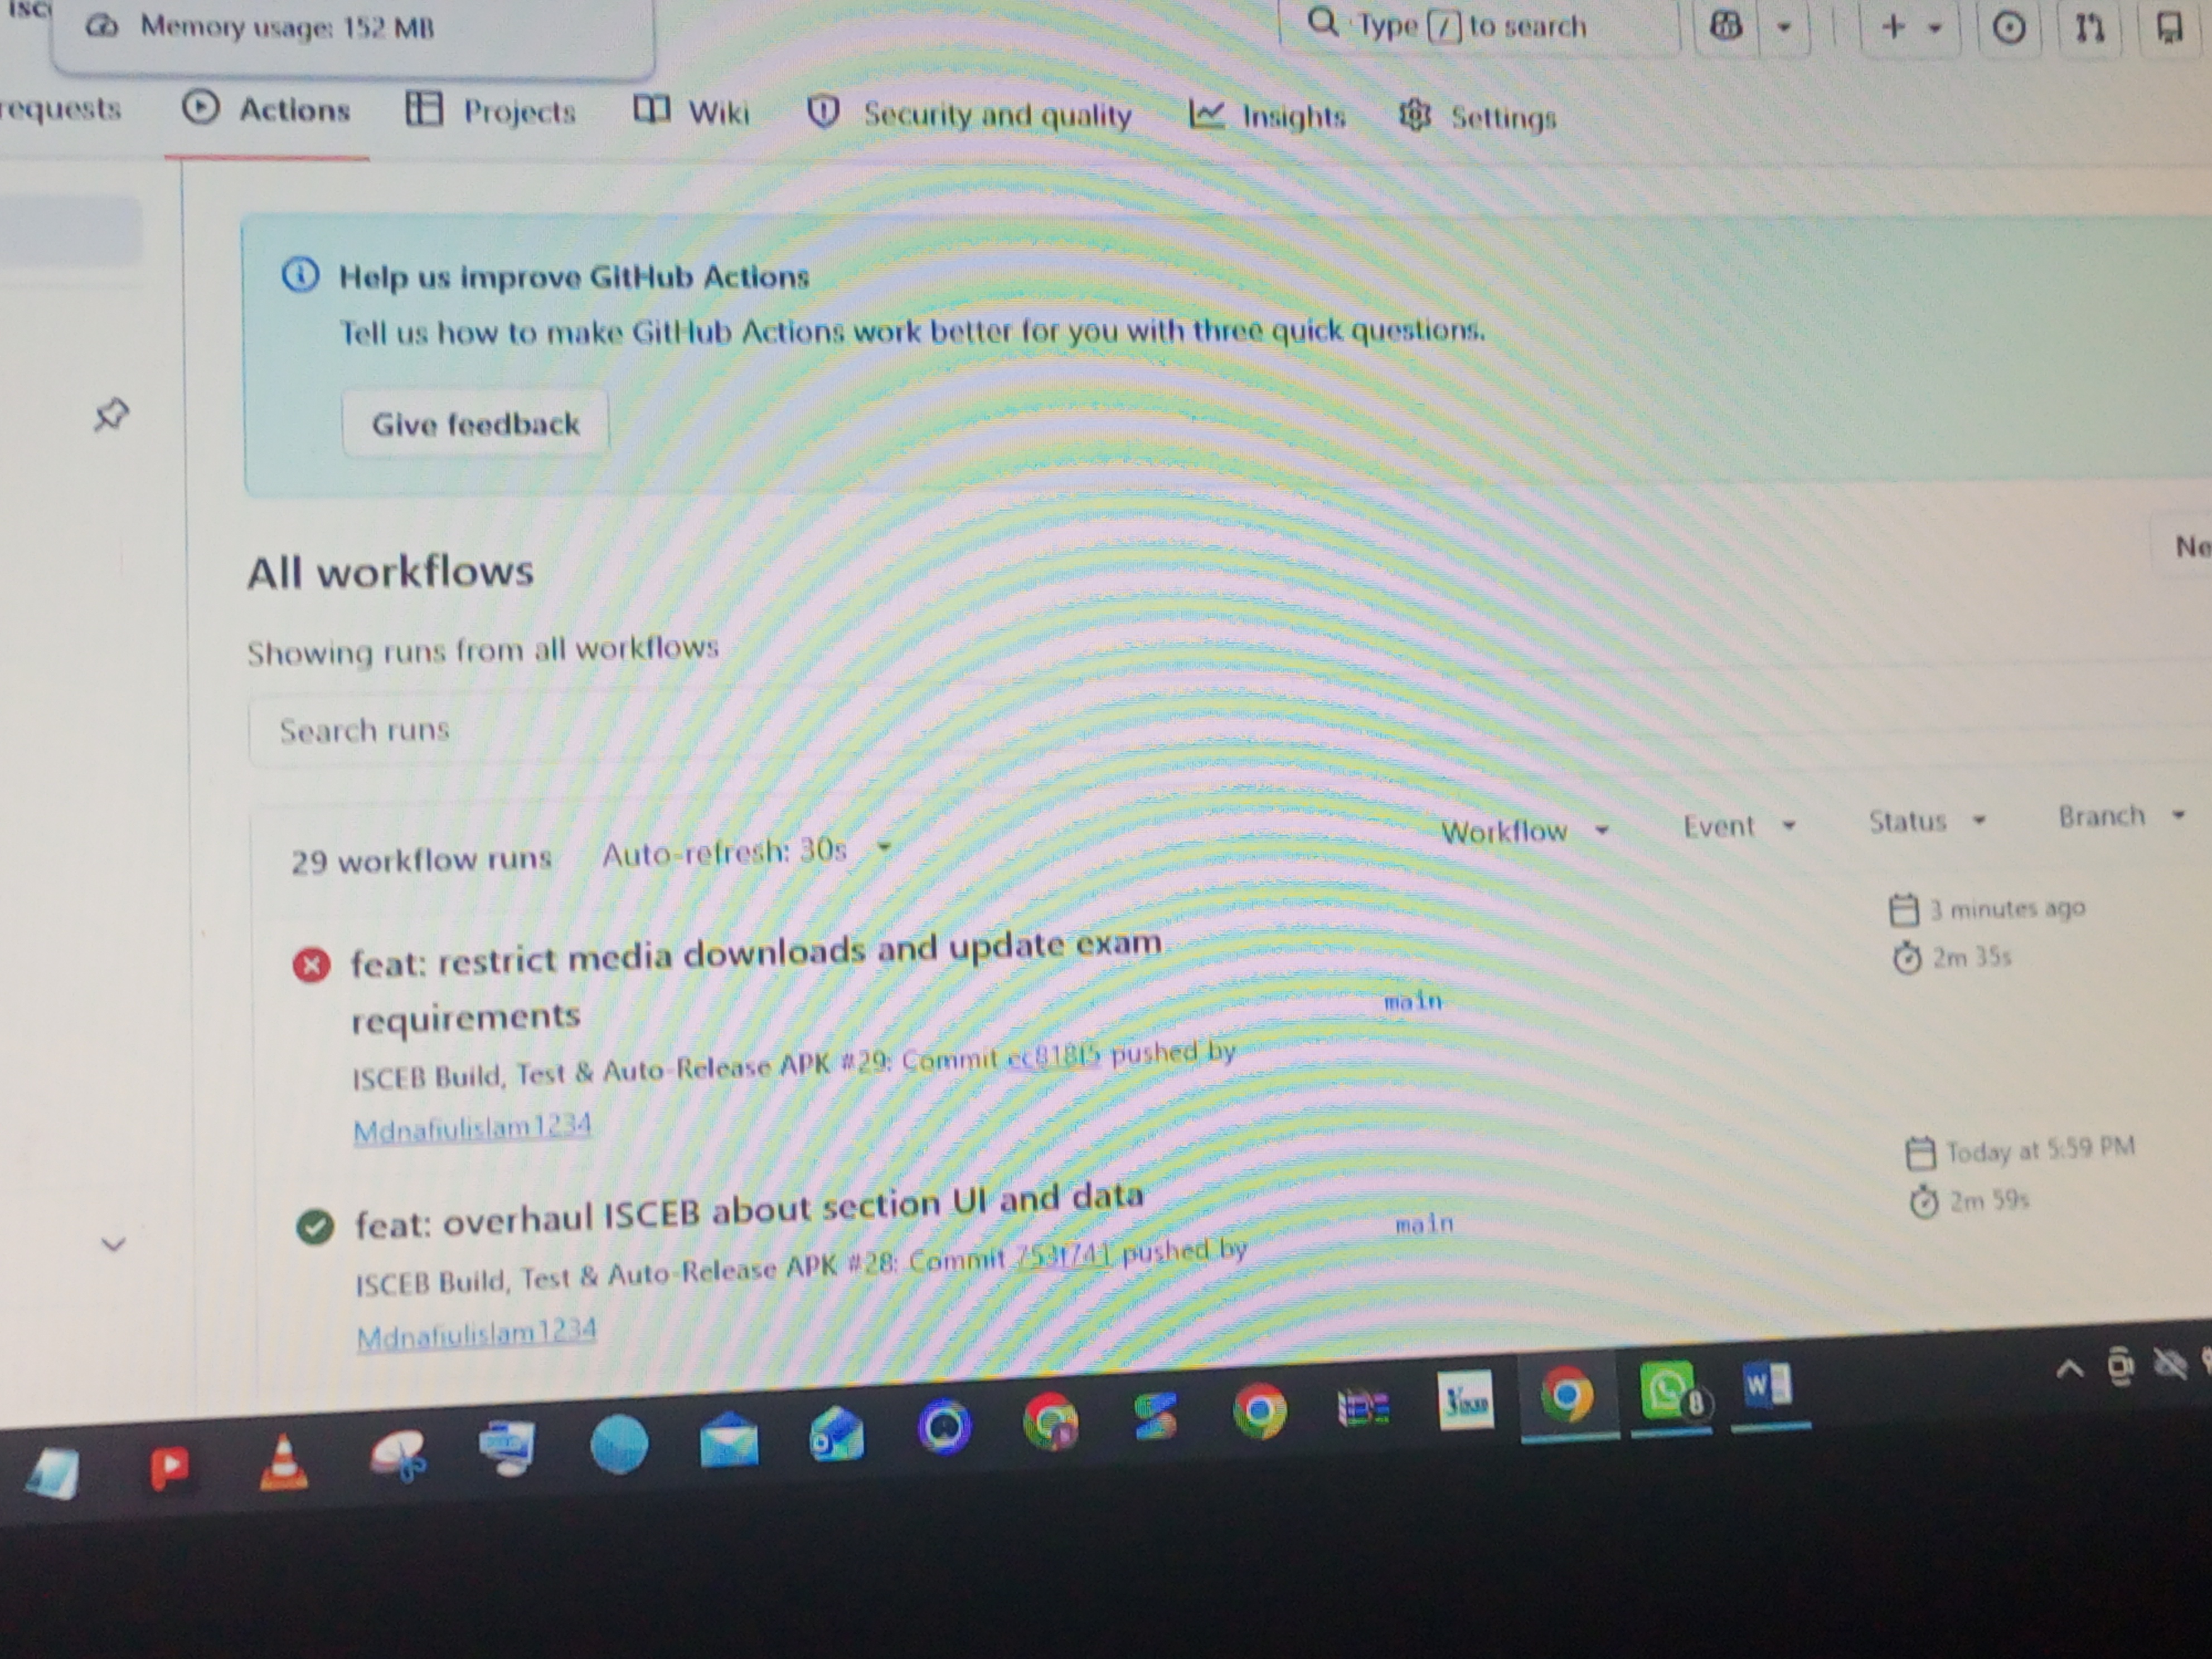 Memory usage: 152 MB
Type / to search
requests Actions Projects Wiki Security and quality Insights Settings
Help us improve GitHub Actions
Tell us how to make GitHub Actions work better for you with three quick questions.
Give feedback
All workflows
Ne
Showing runs from all workflows
Search runs
29 workflow runs Auto-refresh: 30s Workflow Event Status Branch
feat: restrict media downloads and update exam
requirements
main
3 minutes ago
2m 35s
ISCEB Build, Test & Auto-Release APK #29: Commit ec818f5 pushed by
Mdnafiulislam1234
feat: overhaul ISCEB about section UI and data
main
Today at 5:59 PM
2m 59s
ISCEB Build, Test & Auto-Release APK #28: Commit 753f741 pushed by
Mdnafiulislam1234
8
W